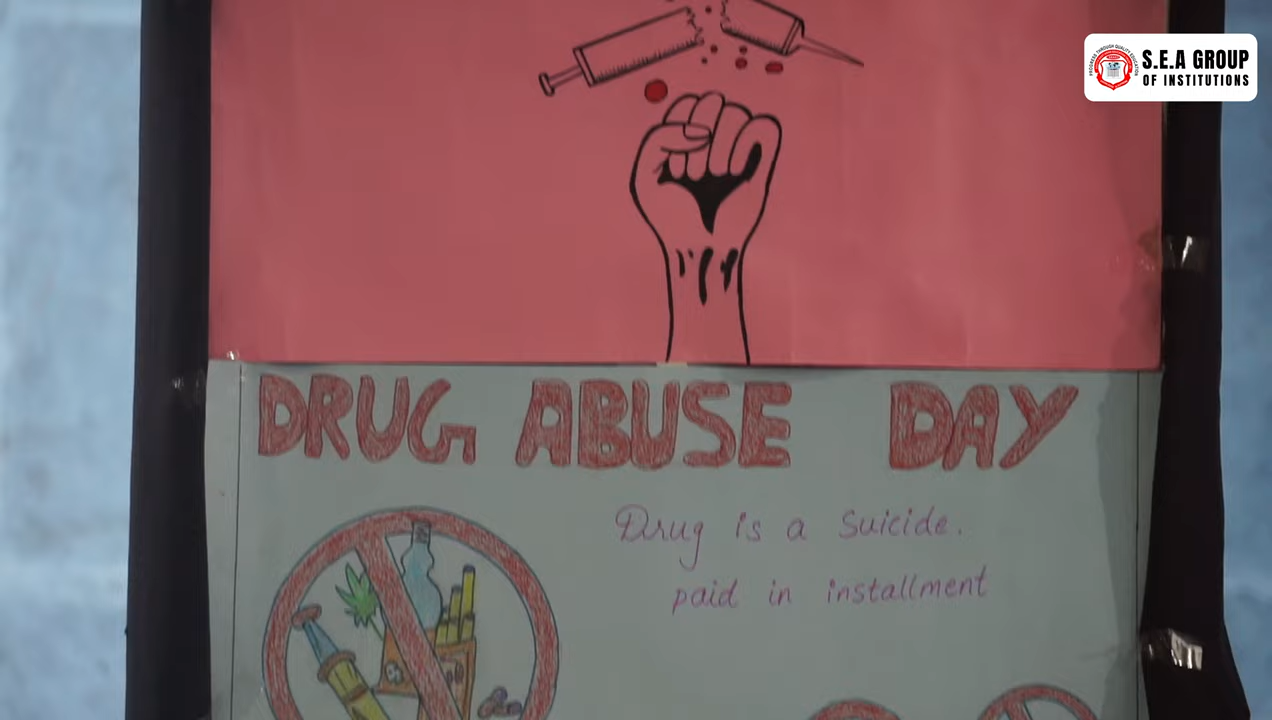 S.E.A GROUP
OF INSTITUTIONS
DRUG ABUSE DAY
Drug is a Suicide.
paid in installment